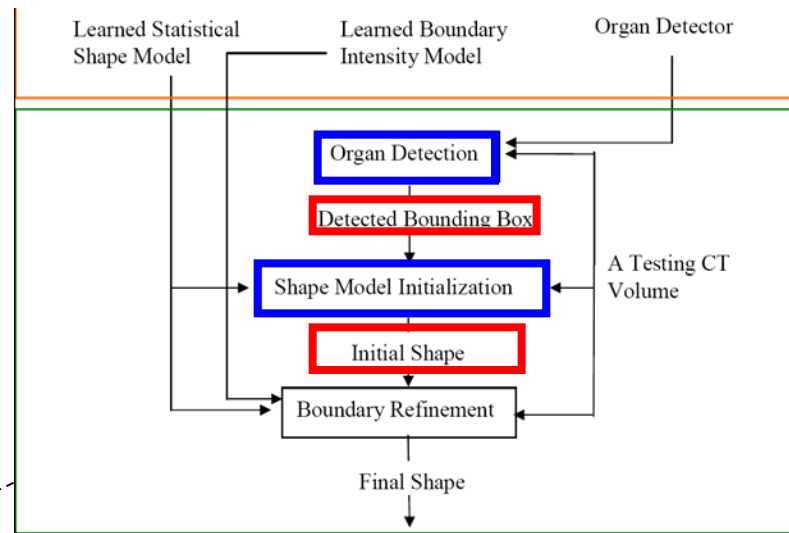 Learned Statistical
Shape Model
Learned Boundary
Intensity Model
Organ Detector
Organ Detection
Detected Bounding Box
Shape Model Initialization
A Testing CT
Volume
Initial Shape
Boundary Refinement
Final Shape